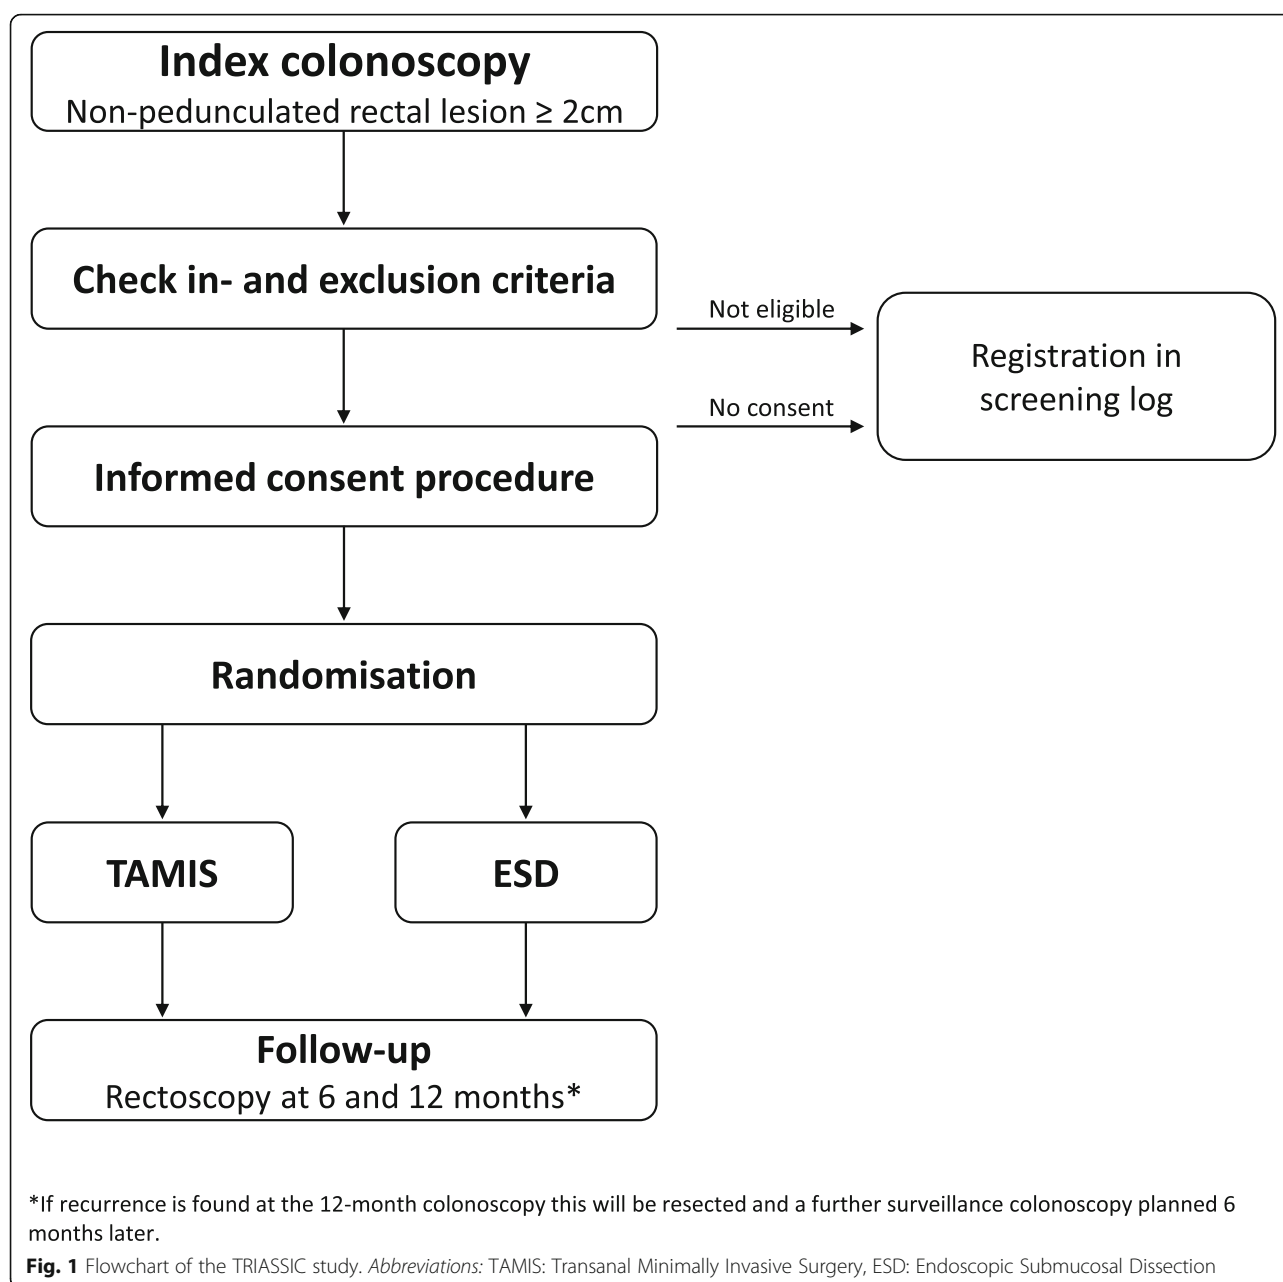 Index colonoscopy
Non-pedunculated rectal lesion ≥ 2cm
Check in- and exclusion criteria
Not eligible
Registration in
screening log
No consent
Informed consent procedure
Randomisation
TAMIS
ESD
Follow-up
Rectoscopy at 6 and 12 months*
*If recurrence is found at the 12-month colonoscopy this will be resected and a further surveillance colonoscopy planned 6
months later.
Fig. 1 Flowchart of the TRIASSIC study. Abbreviations: TAMIS: Transanal Minimally Invasive Surgery, ESD: Endoscopic Submucosal Dissection